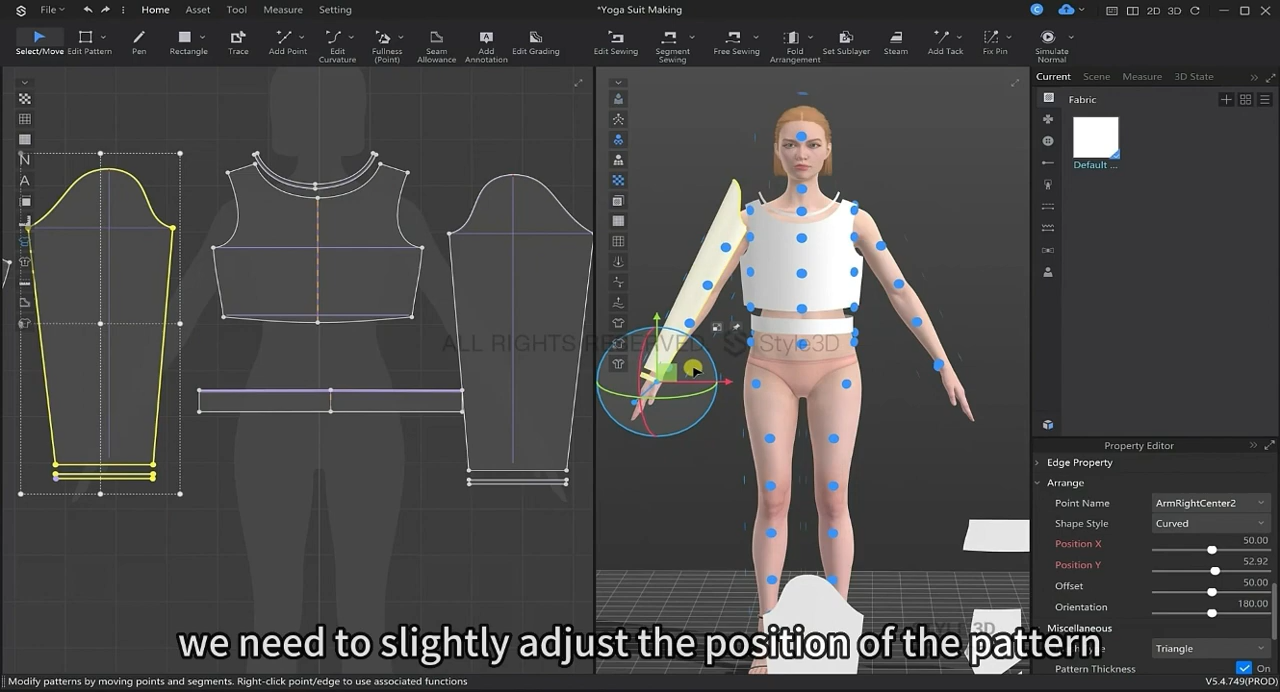 File Home Asset Tool Measure Setting *Yoga Suit Making C 2D 3D
Select/Move Edit Pattern Pen Rectangle Trace Add Point Edit Curvature Fullness (Point) Seam Allowance Add Annotation Edit Grading Edit Sewing Segment Sewing Free Sewing Fold Arrangement Set Sublayer Steam Add Tack Fix Pin Simulate Normal
Current Scene Measure 3D State
Fabric
Default ...
ALL RIGHTS RESERVED Style3D
Property Editor
Edge Property
Arrange
Point Name ArmRightCenter2
Shape Style Curved
Position X 50.00
Position Y 52.92
Offset 50.00
Orientation 180.00
Miscellaneous
Triangle
Pattern Thickness On
we need to slightly adjust the position of the pattern
Modify patterns by moving points and segments. Right-click point/edge to use associated functions V5.4.749(PROD)